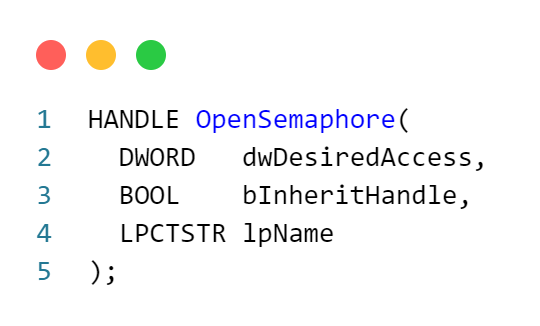 1 HANDLE OpenSemaphore(
2   DWORD   dwDesiredAccess,
3   BOOL    bInheritHandle,
4   LPCTSTR lpName
5 );